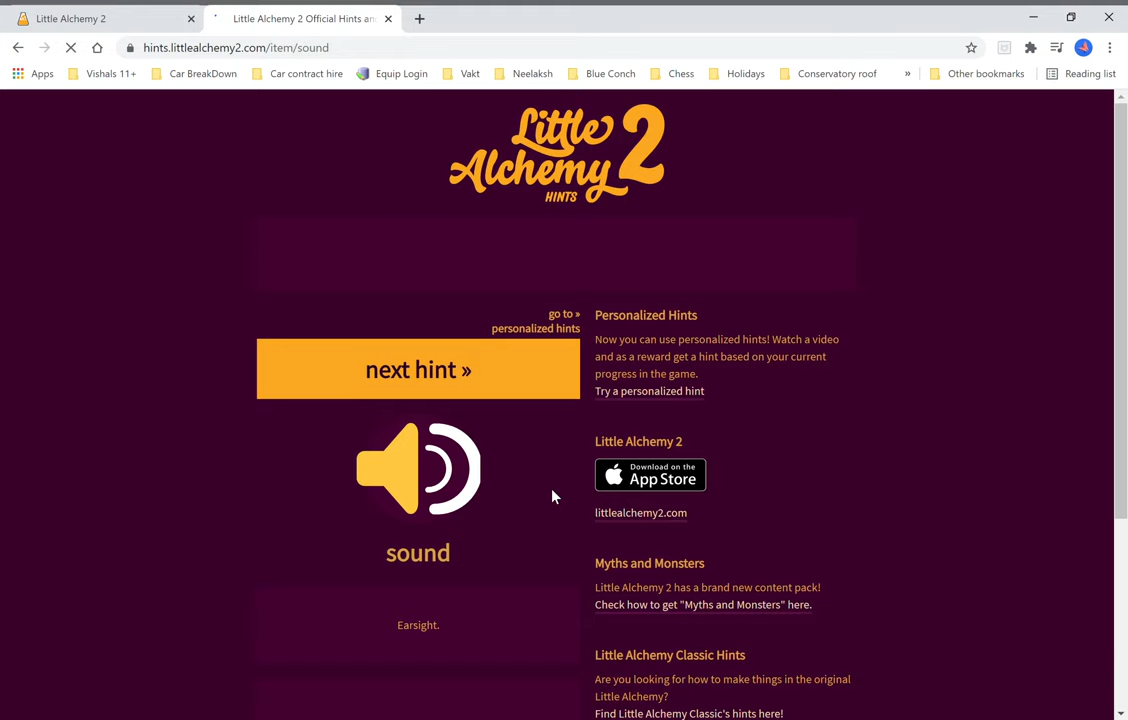 Little Alchemy 2
Little Alchemy 2 Official Hints an
hints.littlealchemy2.com/item/sound
Apps
Vishals 11+
Car BreakDown
Car contract hire
Equip Login
Vakt
Neelaksh
Blue Conch
Chess
Holidays
Conservatory roof
»
Other bookmarks
Reading list
Little
Alchemy 2
HINTS
go to »
personalized hints
next hint »
sound
Earsight.
Personalized Hints
Now you can use personalized hints! Watch a video
and as a reward get a hint based on your current
progress in the game.
Try a personalized hint
Little Alchemy 2
Download on the
App Store
littlealchemy2.com
Myths and Monsters
Little Alchemy 2 has a brand new content pack!
Check how to get "Myths and Monsters" here.
Little Alchemy Classic Hints
Are you looking for how to make things in the original
Little Alchemy?
Find Little Alchemy Classic's hints here!